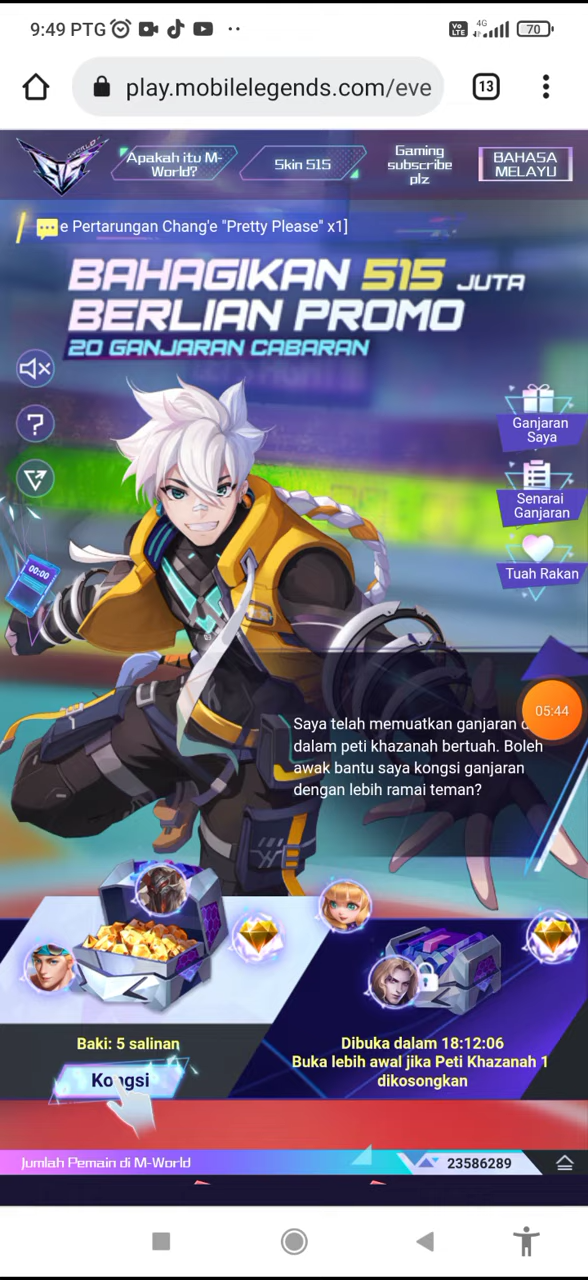 9:49 PTG
Vo LTE 4G 70
play.mobilelegends.com/eve
13
515
Apakah itu M-
World?
Skin 515
Gaming
subscribe
plz
BAHASA
MELAYU
e Pertarungan Chang'e "Pretty Please" x1]
BAHAGIKAN 515 JUTA
BERLIAN PROMO
20 GANJARAN CABARAN
?
Ganjaran
Saya
Senarai
Ganjaran
00:00
Tuah Rakan
05:44
Saya telah memuatkan ganjaran
dalam peti khazanah bertuah. Boleh
awak bantu saya kongsi ganjaran
dengan lebih ramai teman?
Baki: 5 salinan
Kongsi
Dibuka dalam 18:12:06
Buka lebih awal jika Peti Khazanah 1
dikosongkan
Jumlah Pemain di M-World
23586289